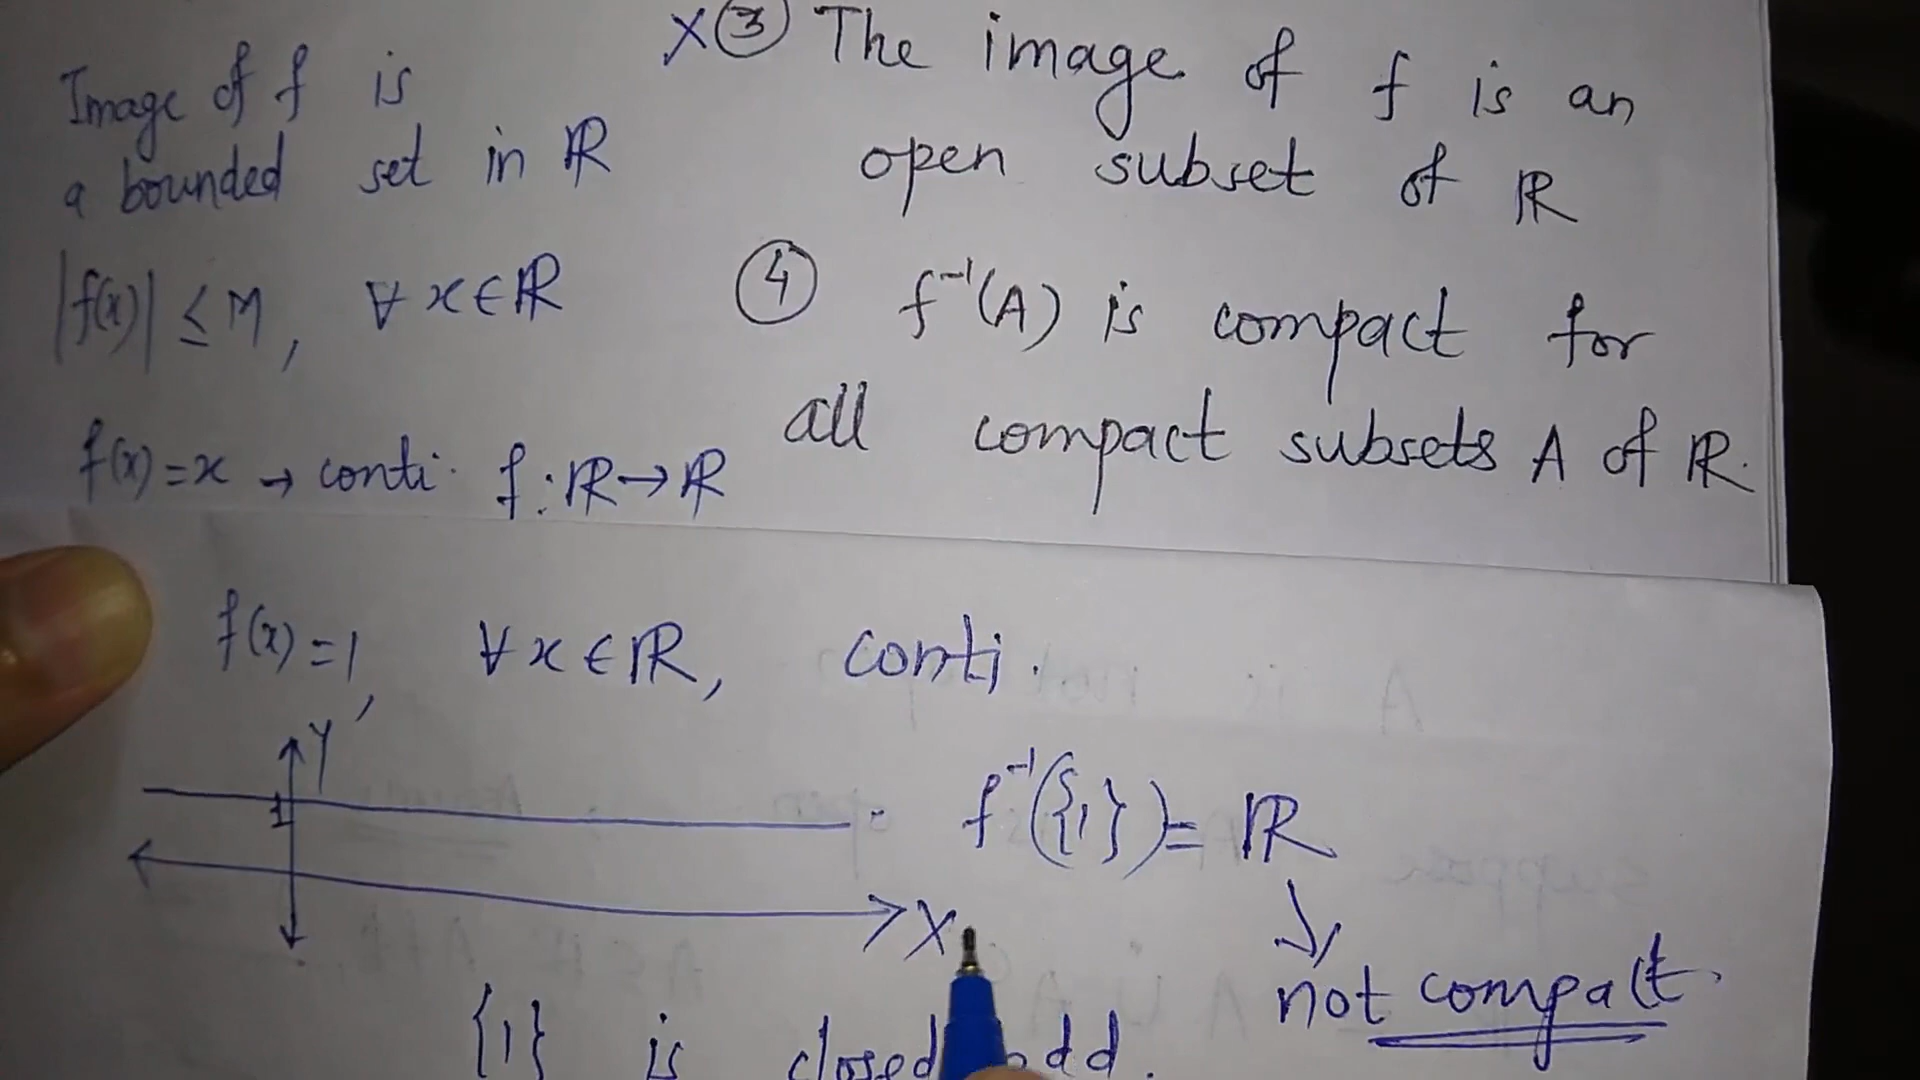 Image of f is
a bounded set in ℝ
|f(x)| ≤ M, ∀ x ∈ ℝ
f(x) = x → conti. f : ℝ → ℝ
X ③ The image of f is an
open subset of ℝ
④ f⁻¹(A) is compact for
all compact subsets A of ℝ.
f(x) = 1, ∀ x ∈ ℝ, conti.
Y
1
X
f⁻¹({1}) = ℝ
not compact.
{1} is closed